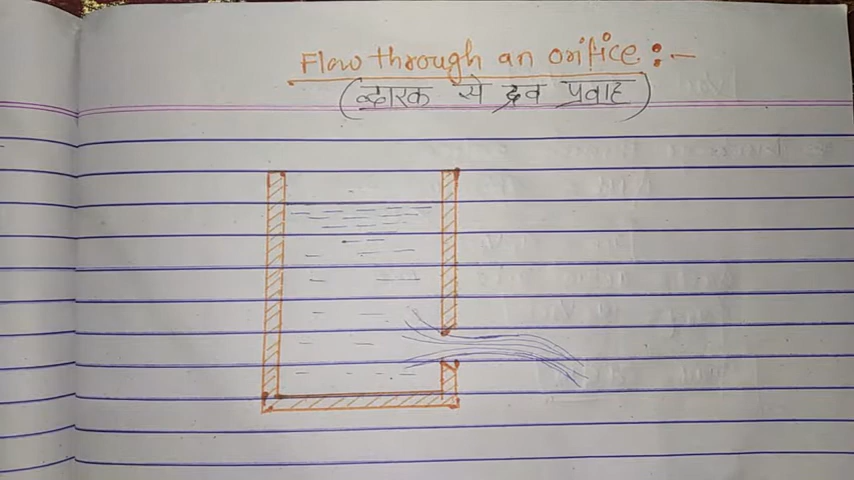 Flow through an orifice :-
(द्वारक से द्रव प्रवाह)